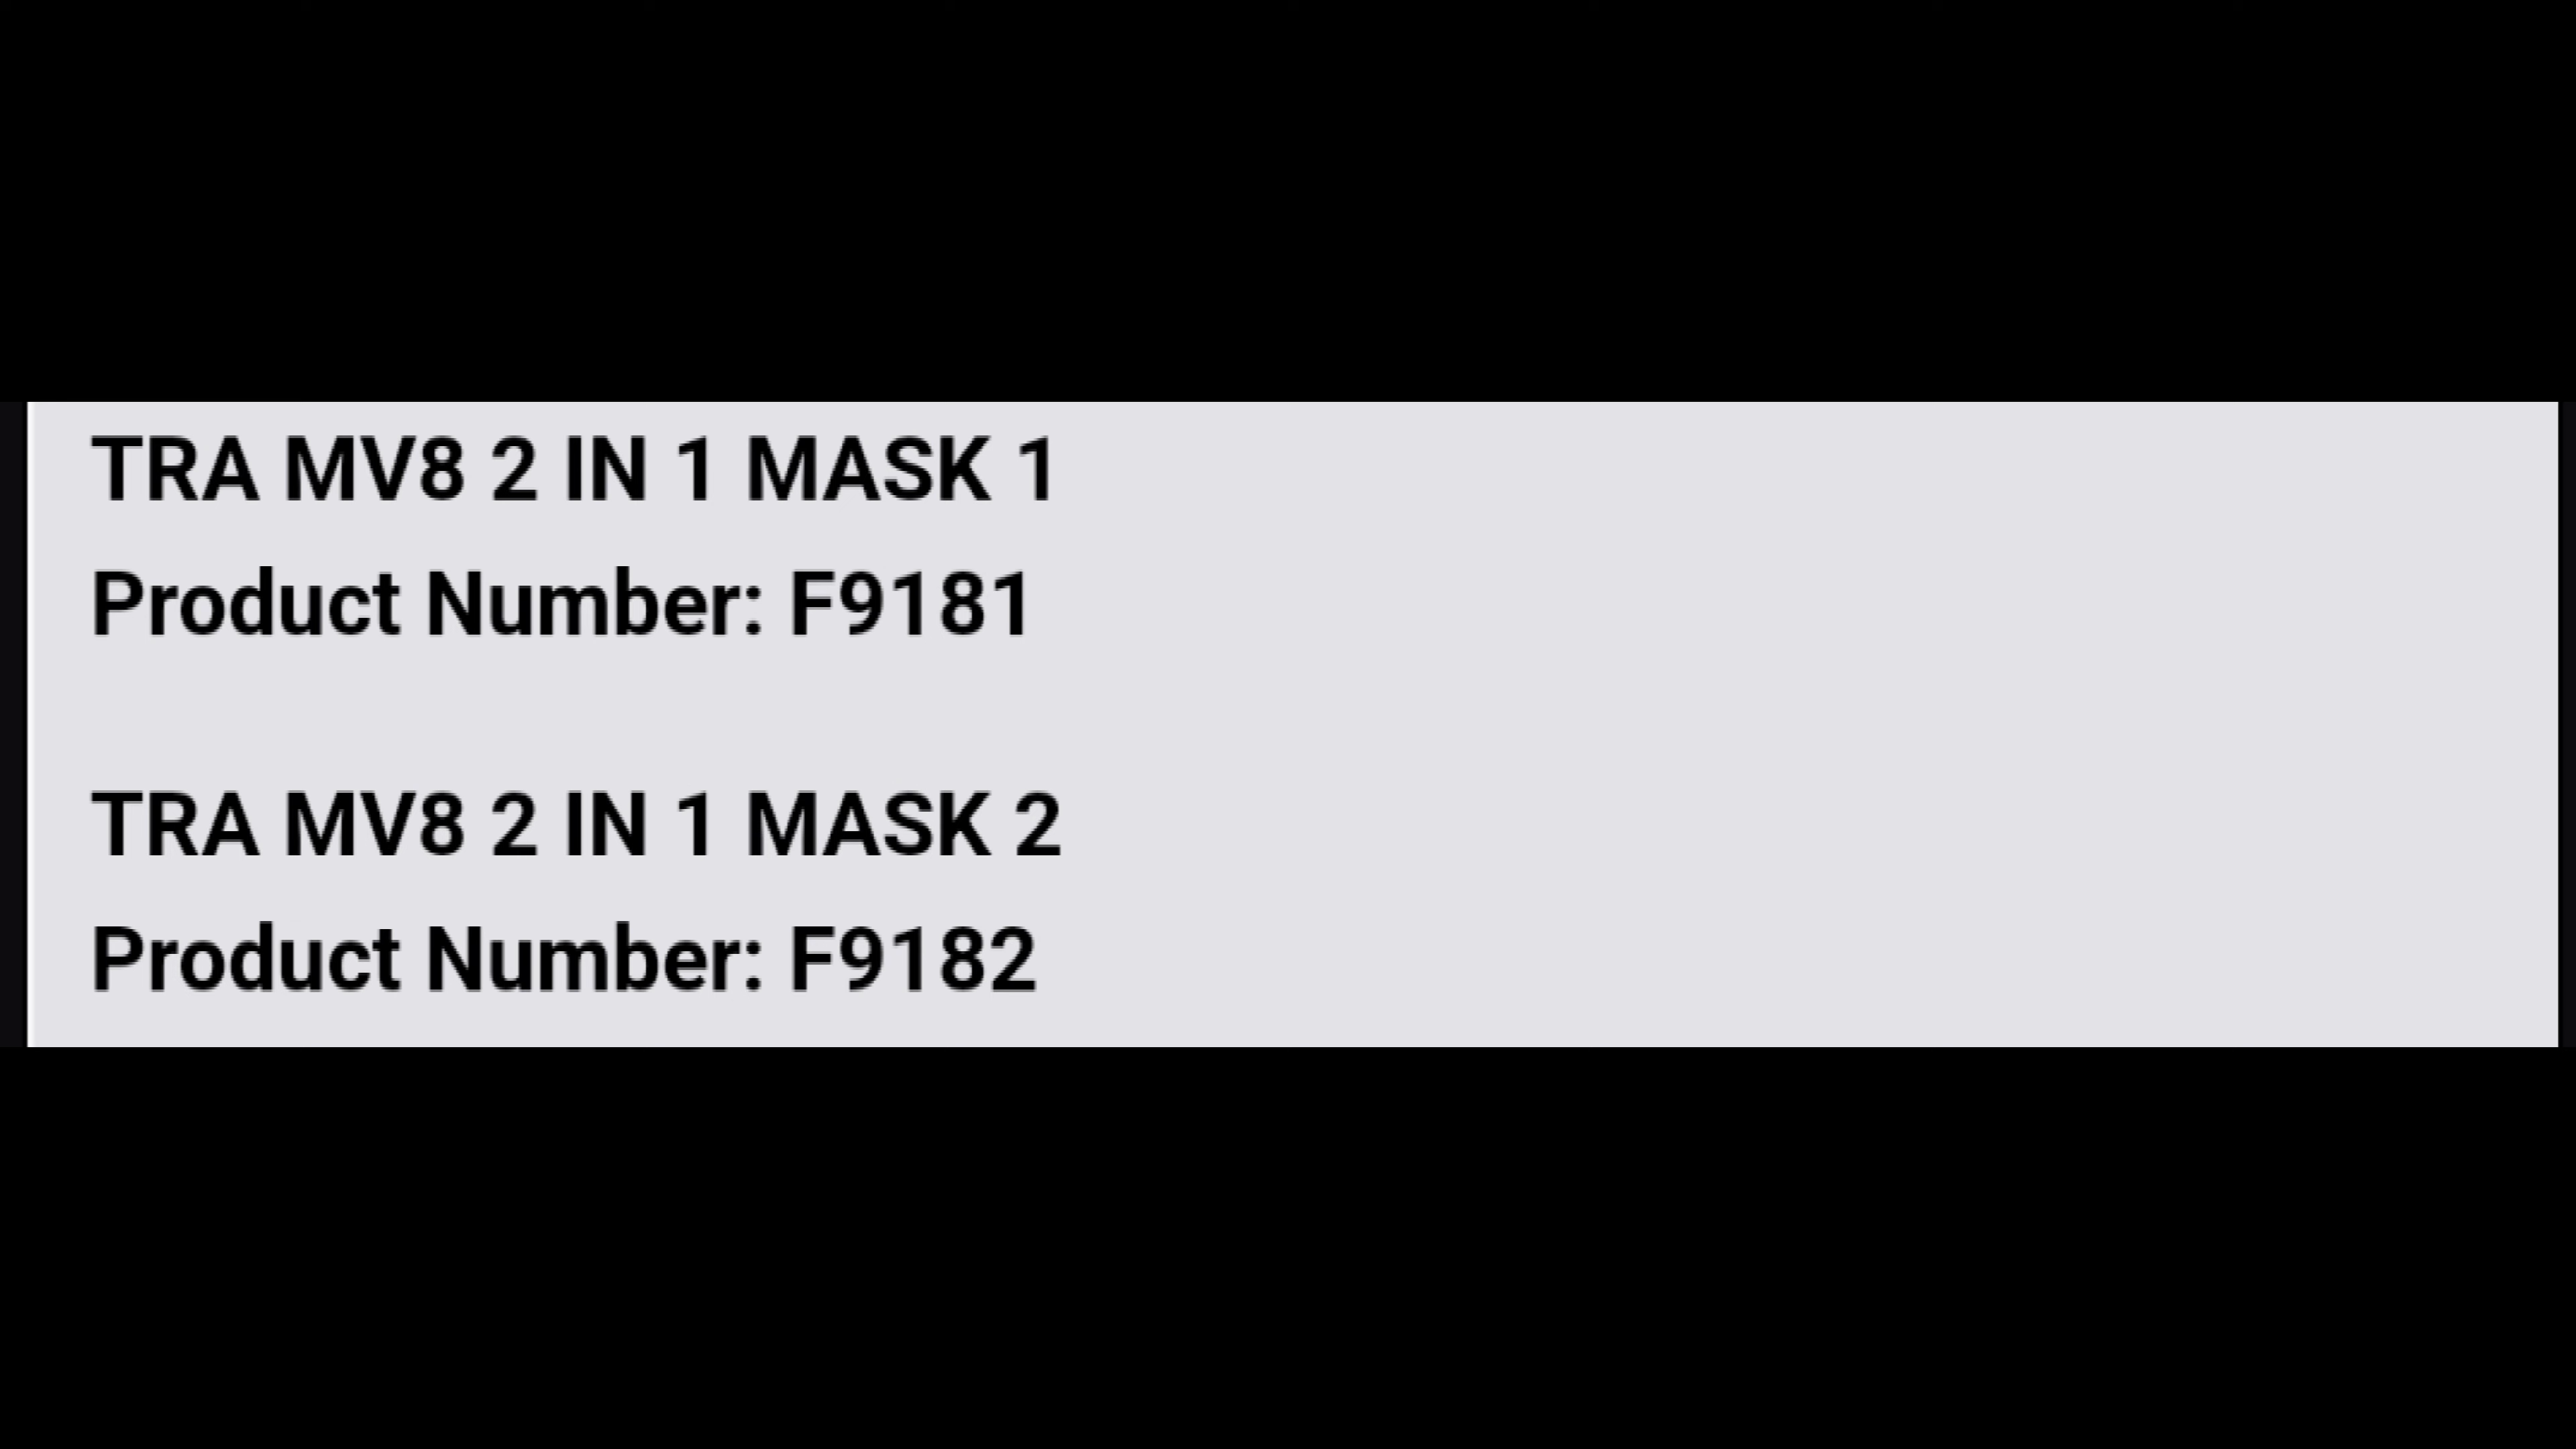 TRA MV8 2 IN 1 MASK 1
Product Number: F9181
TRA MV8 2 IN 1 MASK 2
Product Number: F9182